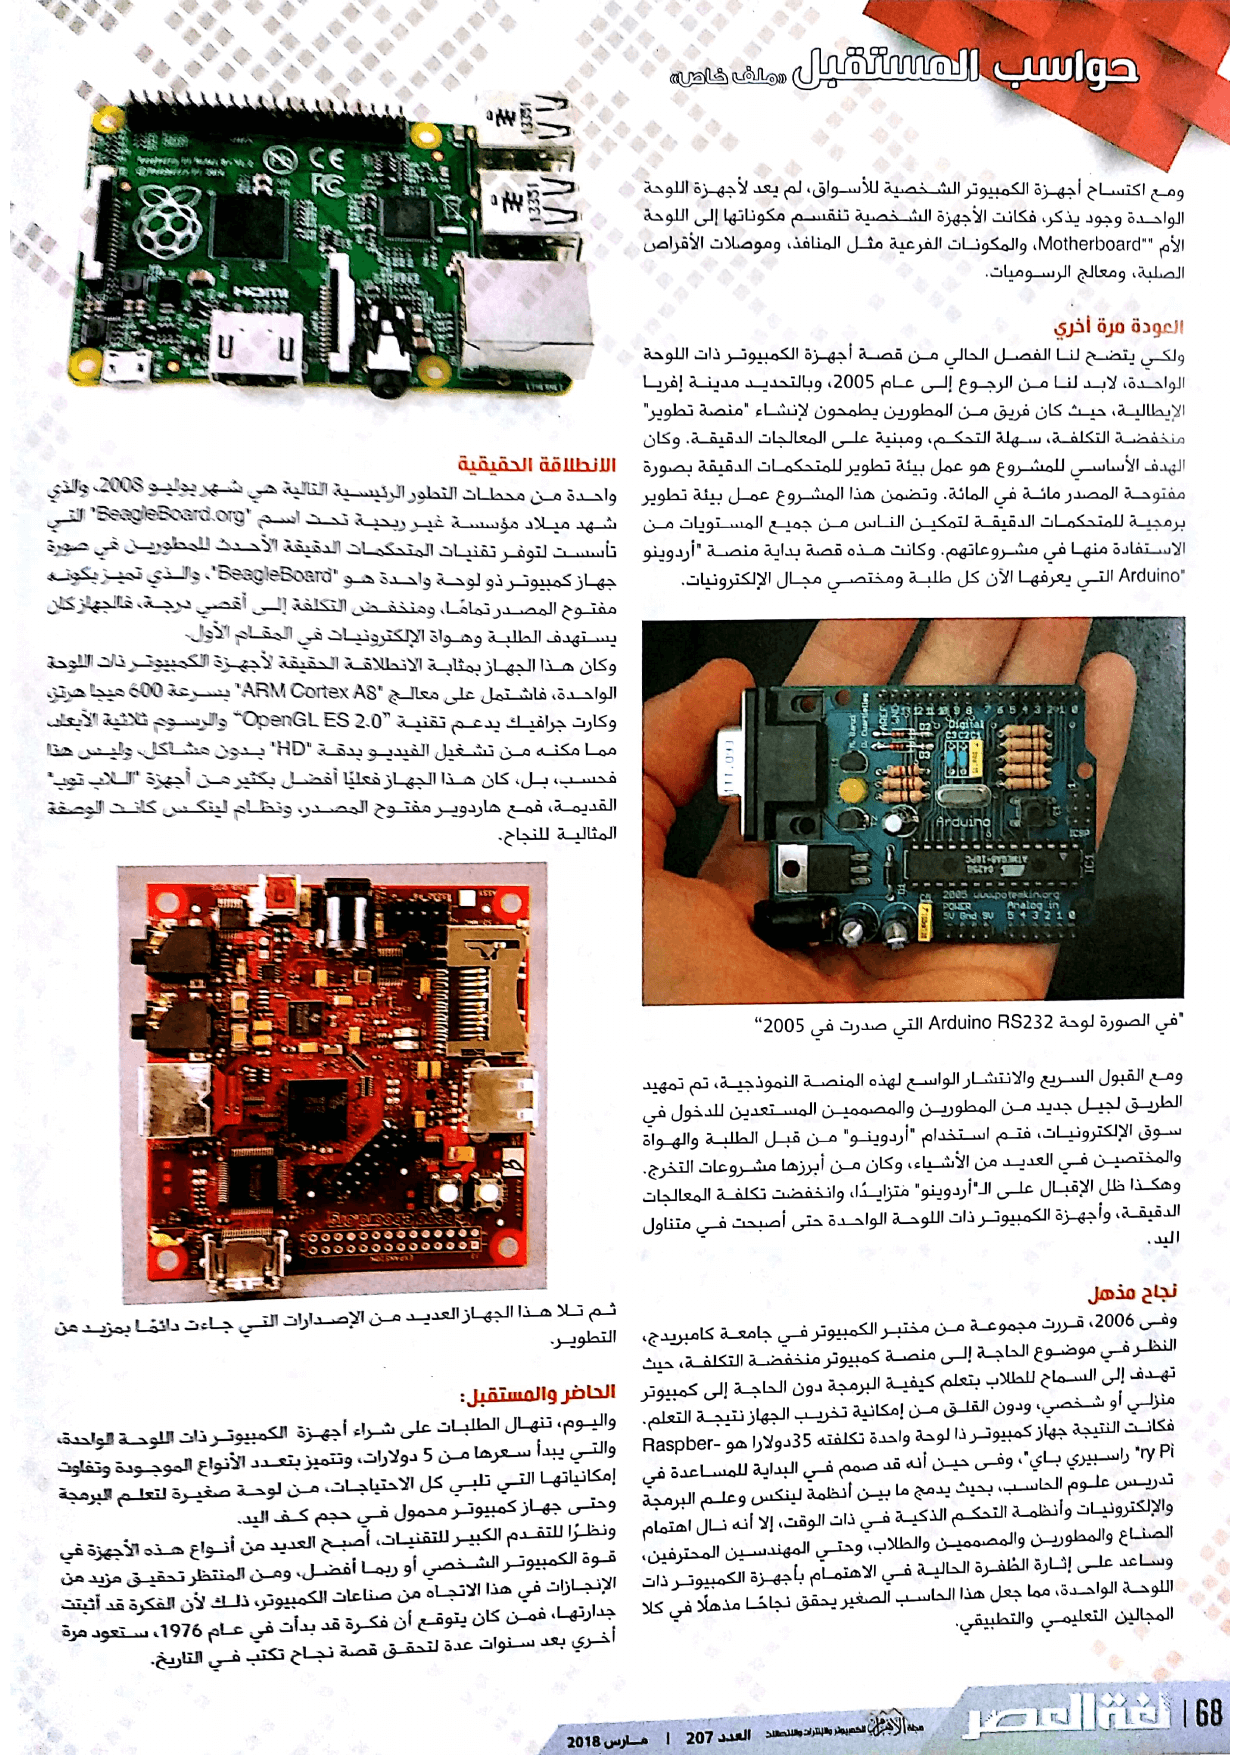 حواسب المستقبل «ملف خاص»
ومع اكتساح أجهزة الكمبيوتر الشخصية للأسواق، لم يعد لأجهزة اللوحة
الواحدة وجود يذكر، فكانت الأجهزة الشخصية تنقسم مكوناتها إلى اللوحة
الأم "Motherboard"، والمكونات الفرعية مثل المنافذ، وموصلات الأقراص
الصلبة، ومعالج الرسوميات.
العودة مرة أخري
ولكي يتضح لنا الفصل الحالي من قصة أجهزة الكمبيوتر ذات اللوحة
الواحدة، لابد لنا من الرجوع إلى عام 2005، وبالتحديد مدينة إفريا
الإيطالية، حيث كان فريق من المطورين يطمحون لإنشاء "منصة تطوير"
منخفضة التكلفة، سهلة التحكم، ومبنية على المعالجات الدقيقة. وكان
الهدف الأساسي للمشروع هو عمل بيئة تطوير للمتحكمات الدقيقة بصورة
مفتوحة المصدر مائة في المائة. وتضمن هذا المشروع عمل بيئة تطوير
برمجية للمتحكمات الدقيقة لتمكين الناس من جميع المستويات من
الاستفادة منها في مشروعاتهم. وكانت هذه قصة بداية منصة "أردوينو
Arduino" التي يعرفها الآن كل طلبة ومختصي مجال الإلكترونيات.
Digital
Arduino
ICSP
ATMEGA8-16PC
2005 www.potemkin.org
POWER Analog in
5V Gnd 9V 5 4 3 2 1 0
"في الصورة لوحة Arduino RS232 التي صدرت في 2005"
ومع القبول السريع والانتشار الواسع لهذه المنصة النموذجية، تم تمهيد
الطريق لجيل جديد من المطورين والمصممين المستعدين للدخول في
سوق الإلكترونيات، فتم استخدام "أردوينو" من قبل الطلبة والهواة
والمختصين في العديد من الأشياء، وكان من أبرزها مشروعات التخرج.
وهكذا ظل الإقبال على الـ"أردوينو" متزايدًا، وانخفضت تكلفة المعالجات
الدقيقة، وأجهزة الكمبيوتر ذات اللوحة الواحدة حتى أصبحت في متناول
اليد.
نجاح مذهل
وفى 2006، قررت مجموعة من مختبر الكمبيوتر في جامعة كامبريدج،
النظر في موضوع الحاجة إلى منصة كمبيوتر منخفضة التكلفة، حيث
تهدف إلى السماح للطلاب بتعلم كيفية البرمجة دون الحاجة إلى كمبيوتر
منزلي أو شخصي، ودون القلق من إمكانية تخريب الجهاز نتيجة التعلم.
فكانت النتيجة جهاز كمبيوتر ذا لوحة واحدة تكلفته 35دولارا هو Raspber-
ry Pi" راسبيري باي"، وفى حين أنه قد صمم في البداية للمساعدة في
تدريس علوم الحاسب، بحيث يدمج ما بين أنظمة لينكس وعلم البرمجة
والإلكترونيات وأنظمة التحكم الذكية في ذات الوقت، إلا أنه نال اهتمام
الصناع والمطورين والمصممين والطلاب، وحتي المهندسين المحترفين،
وساعد على إثارة الطفرة الحالية في الاهتمام بأجهزة الكمبيوتر ذات
اللوحة الواحدة، مما جعل هذا الحاسب الصغير يحقق نجاحًا مذهلًا في كلا
المجالين التعليمي والتطبيقي.
الانطلاقة الحقيقية
واحدة من محطات التطور الرئيسية التالية هي شهر يوليو 2008، والذي
شهد ميلاد مؤسسة غير ربحية تحت اسم "BeagleBoard.org" التي
تأسست لتوفر تقنيات المتحكمات الدقيقة الأحدث للمطورين في صورة
جهاز كمبيوتر ذو لوحة واحدة هو "BeagleBoard"، والذي تميز بكونه
مفتوح المصدر تمامًا، ومنخفض التكلفة إلى أقصي درجة، فالجهاز كان
يستهدف الطلبة وهواة الإلكترونيات في المقام الأول.
وكان هذا الجهاز بمثابة الانطلاقة الحقيقة لأجهزة الكمبيوتر ذات اللوحة
الواحدة، فاشتمل على معالج "ARM Cortex A8" بسرعة 600 ميجا هرتز،
وكارت جرافيك يدعم تقنية "OpenGL ES 2.0" والرسوم ثلاثية الأبعاد،
مما مكنه من تشغيل الفيديو بدقة "HD" بدون مشاكل، وليس هذا
فحسب، بل، كان هذا الجهاز فعليًا أفضل بكثير من أجهزة "اللاب توب"
القديمة، فمع هاردوير مفتوح المصدر، ونظام لينكس كانت الوصفة
المثالية للنجاح.
EXPANSION
ثم تلا هذا الجهاز العديد من الإصدارات التي جاءت دائمًا بمزيد من
التطوير.
الحاضر والمستقبل:
واليوم، تنهال الطلبات على شراء أجهزة الكمبيوتر ذات اللوحة الواحدة،
والتي يبدأ سعرها من 5 دولارات، وتتميز بتعدد الأنواع الموجودة وتفاوت
إمكانياتها التي تلبي كل الاحتياجات، من لوحة صغيرة لتعلم البرمجة
وحتى جهاز كمبيوتر محمول في حجم كف اليد.
ونظرًا للتقدم الكبير للتقنيات، أصبح العديد من أنواع هذه الأجهزة في
قوة الكمبيوتر الشخصي أو ربما أفضل، ومن المنتظر تحقيق مزيد من
الإنجازات في هذا الاتجاه من صناعات الكمبيوتر، ذلك لأن الفكرة قد أثبتت
جدارتها، فمن كان يتوقع أن فكرة قد بدأت في عام 1976، ستعود مرة
أخري بعد سنوات عدة لتحقق قصة نجاح تكتب في التاريخ.
68 | لغة العصر
مجلة الأهرام للكمبيوتر والإنترنت والاتصالات العدد 207 | مارس 2018